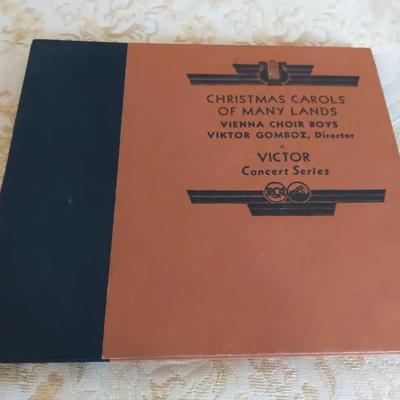 CHRISTMAS CAROLS
OF MANY LANDS
VIENNA CHOIR BOYS
VIKTOR GOMBOZ, Director
A
VICTOR
Concert Series
RCA